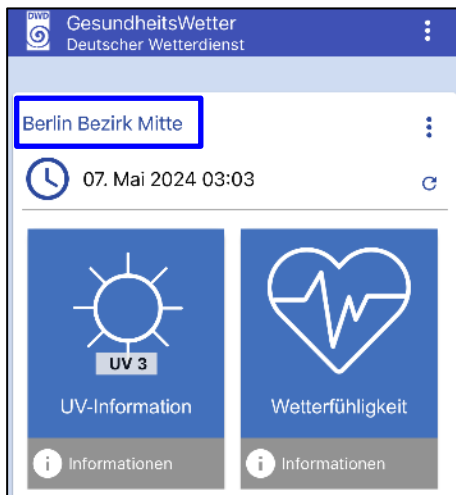 DWD
GesundheitsWetter
Deutscher Wetterdienst
Berlin Bezirk Mitte
07. Mai 2024 03:03
UV 3
UV-Information
Wetterfühligkeit
i Informationen
i Informationen